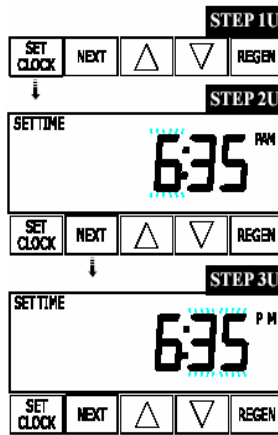 STEP 1U
SET CLOCK NEXT REGEN
STEP 2U
SET TIME
6:35 PM
SET CLOCK NEXT REGEN
STEP 3U
SET TIME
6:35 PM
SET CLOCK NEXT REGEN